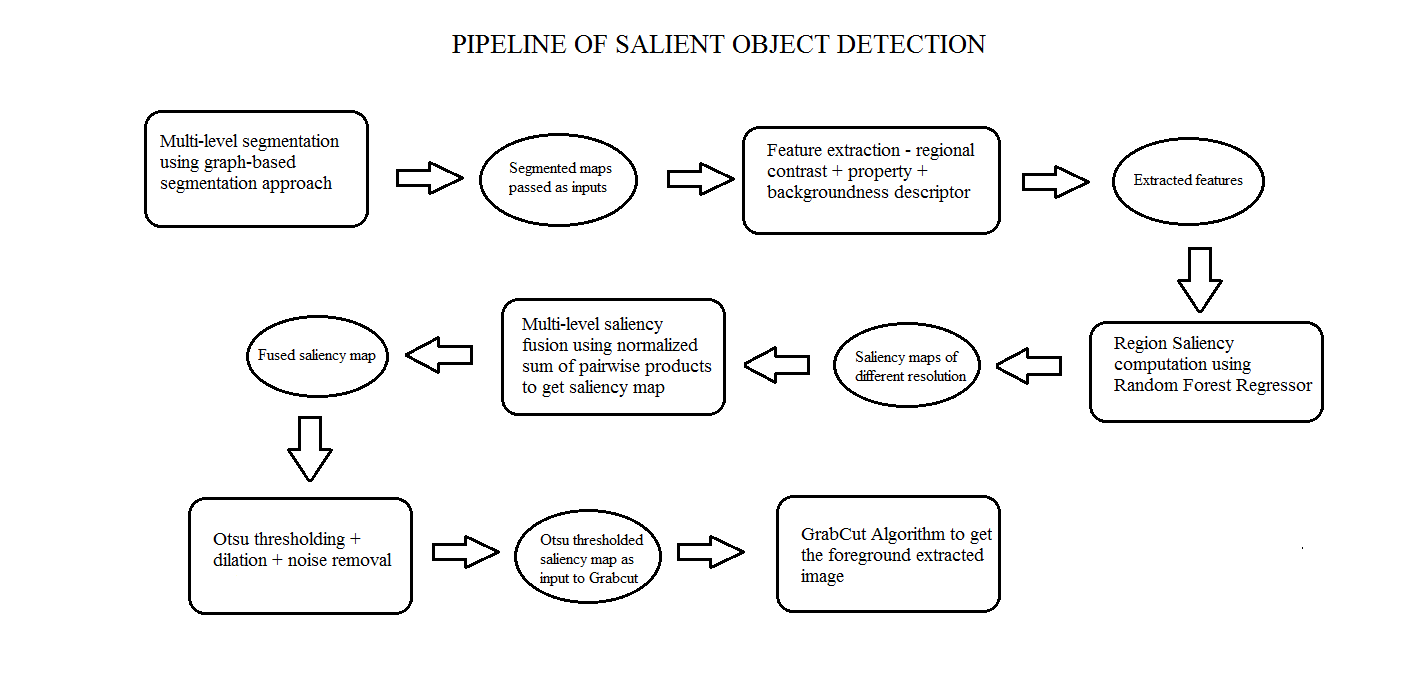 PIPELINE OF SALIENT OBJECT DETECTION
Multi-level segmentation
using graph-based
segmentation approach
Segmented maps
passed as inputs
Feature extraction - regional
contrast + property +
backgroundness descriptor
Extracted features
Region Saliency
computation using
Random Forest Regressor
Saliency maps of
different resolution
Multi-level saliency
fusion using normalized
sum of pairwise products
to get saliency map
Fused saliency map
Otsu thresholding +
dilation + noise removal
Otsu thresholded
saliency map as
input to Grabcut
GrabCut Algorithm to get
the foreground extracted
image